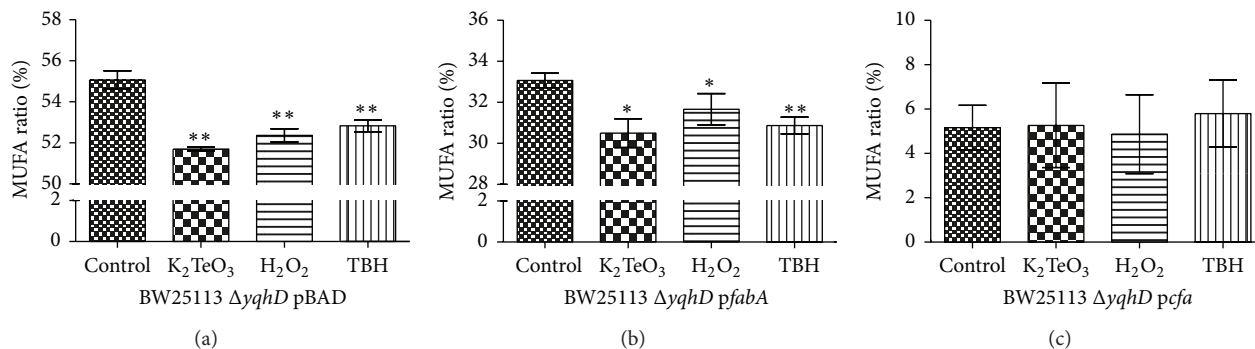 MUFA ratio (%)
58
56
54
52
50
2
0
**
**
**
Control
K₂TeO₃
H₂O₂
TBH
BW25113 ΔyqhD pBAD
(a)
MUFA ratio (%)
36
33
32
30
28
2
0
*
*
**
Control
K₂TeO₃
H₂O₂
TBH
BW25113 ΔyqhD pfabA
(b)
MUFA ratio (%)
10
8
6
4
2
0
Control
K₂TeO₃
H₂O₂
TBH
BW25113 ΔyqhD pcfa
(c)